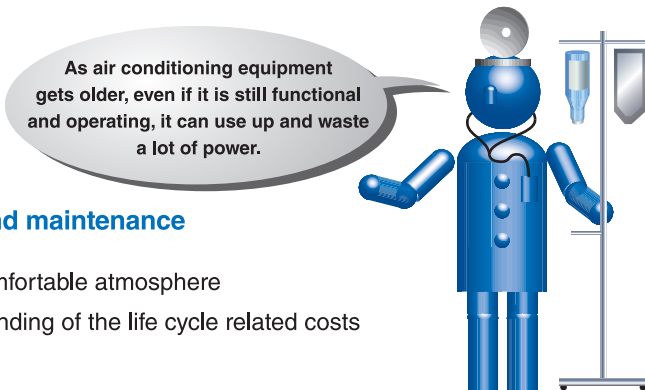 As air conditioning equipment
gets older, even if it is still functional
and operating, it can use up and waste
a lot of power.
nd maintenance
nfortable atmosphere
nding of the life cycle related costs